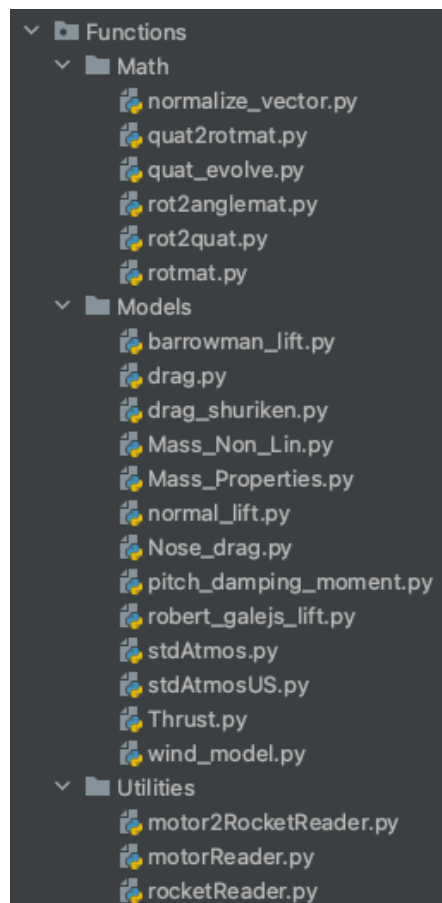 Functions
Math
normalize_vector.py
quat2rotmat.py
quat_evolve.py
rot2anglemat.py
rot2quat.py
rotmat.py
Models
barrowman_lift.py
drag.py
drag_shuriken.py
Mass_Non_Lin.py
Mass_Properties.py
normal_lift.py
Nose_drag.py
pitch_damping_moment.py
robert_galejs_lift.py
stdAtmos.py
stdAtmosUS.py
Thrust.py
wind_model.py
Utilities
motor2RocketReader.py
motorReader.py
rocketReader.py